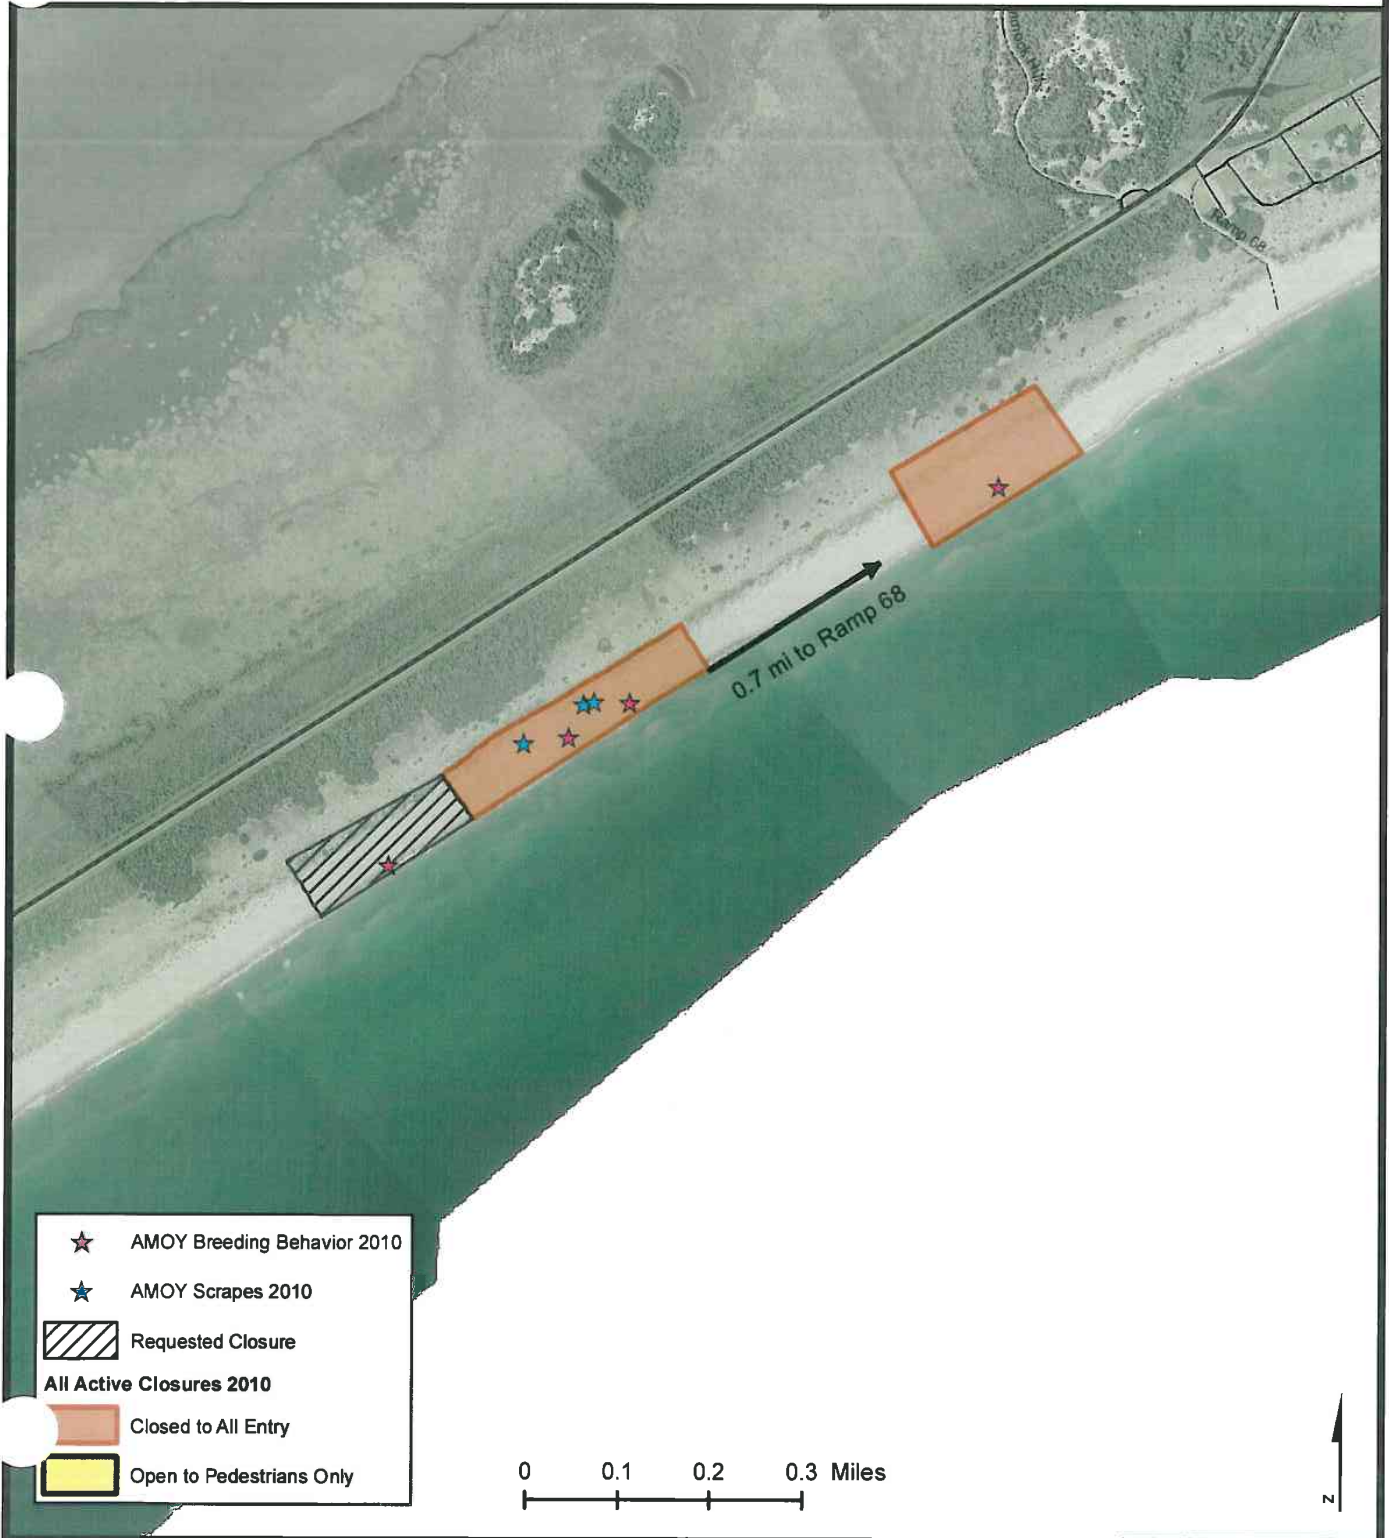 Ramp 68
0.7 mi to Ramp 68
AMOY Breeding Behavior 2010
AMOY Scrapes 2010
Requested Closure
All Active Closures 2010
Closed to All Entry
Open to Pedestrians Only
0 0.1 0.2 0.3 Miles
N